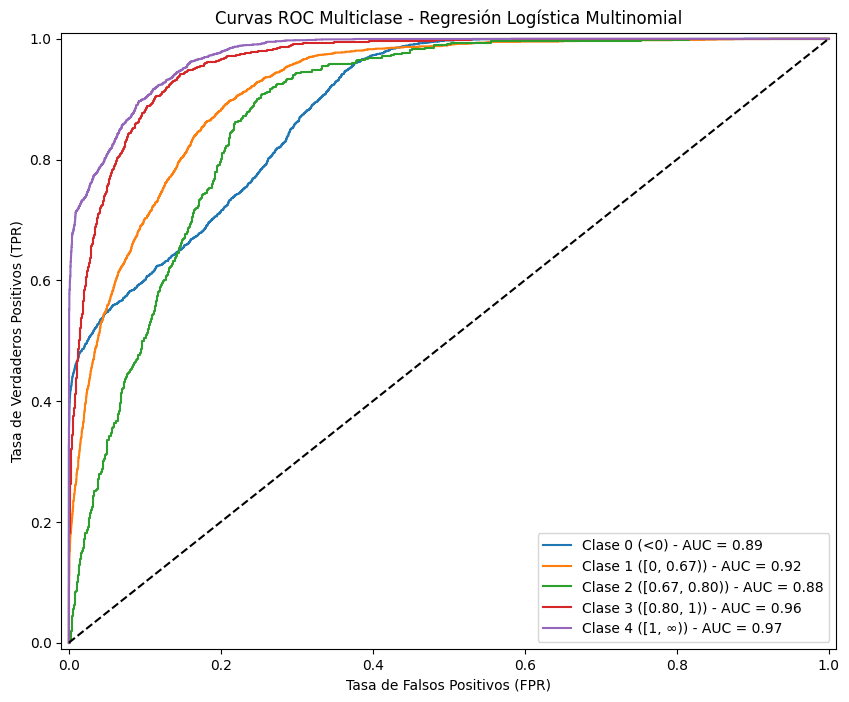 Curvas ROC Multiclase - Regresión Logística Multinomial
Tasa de Verdaderos Positivos (TPR)
1.0
0.8
0.6
0.4
0.2
0.0
0.0 0.2 0.4 0.6 0.8 1.0
Tasa de Falsos Positivos (FPR)
Clase 0 (<0) - AUC = 0.89
Clase 1 ([0, 0.67)) - AUC = 0.92
Clase 2 ([0.67, 0.80)) - AUC = 0.88
Clase 3 ([0.80, 1)) - AUC = 0.96
Clase 4 ([1, ∞)) - AUC = 0.97